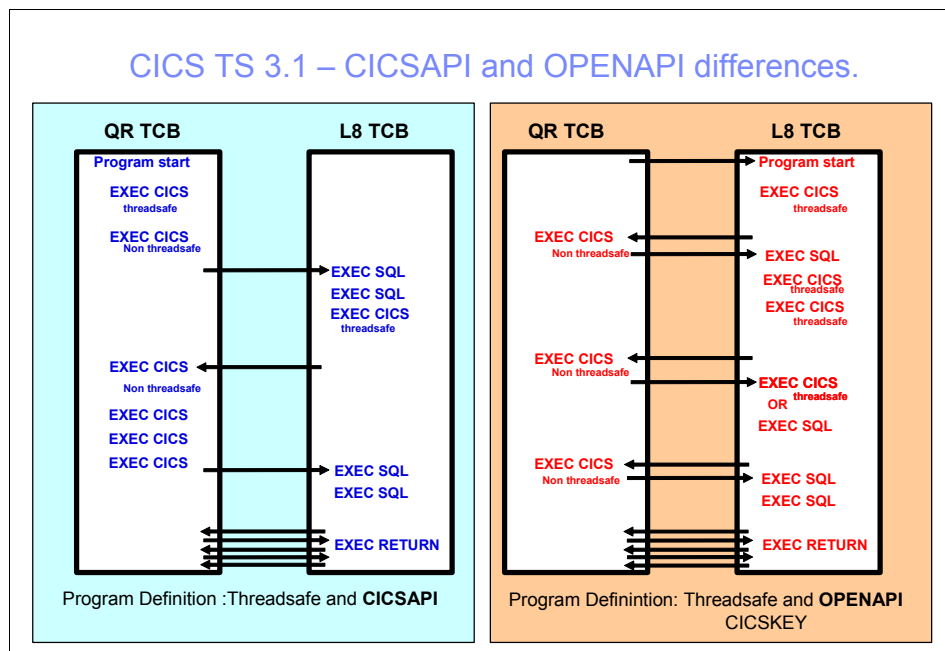 CICS TS 3.1 – CICSAPI and OPENAPI differences.
QR TCB
L8 TCB
Program start
EXEC CICS
threadsafe
EXEC CICS
Non threadsafe
EXEC SQL
EXEC SQL
EXEC CICS
threadsafe
EXEC CICS
Non threadsafe
EXEC CICS
EXEC CICS
EXEC CICS
EXEC SQL
EXEC SQL
EXEC RETURN
Program Definition :Threadsafe and CICSAPI
QR TCB
L8 TCB
Program start
EXEC CICS
threadsafe
EXEC CICS
Non threadsafe
EXEC SQL
EXEC CICS
threadsafe
EXEC CICS
threadsafe
EXEC CICS
Non threadsafe
EXEC CICS
threadsafe
OR
EXEC SQL
EXEC CICS
Non threadsafe
EXEC SQL
EXEC SQL
EXEC RETURN
Program Definintion: Threadsafe and OPENAPI
CICSKEY